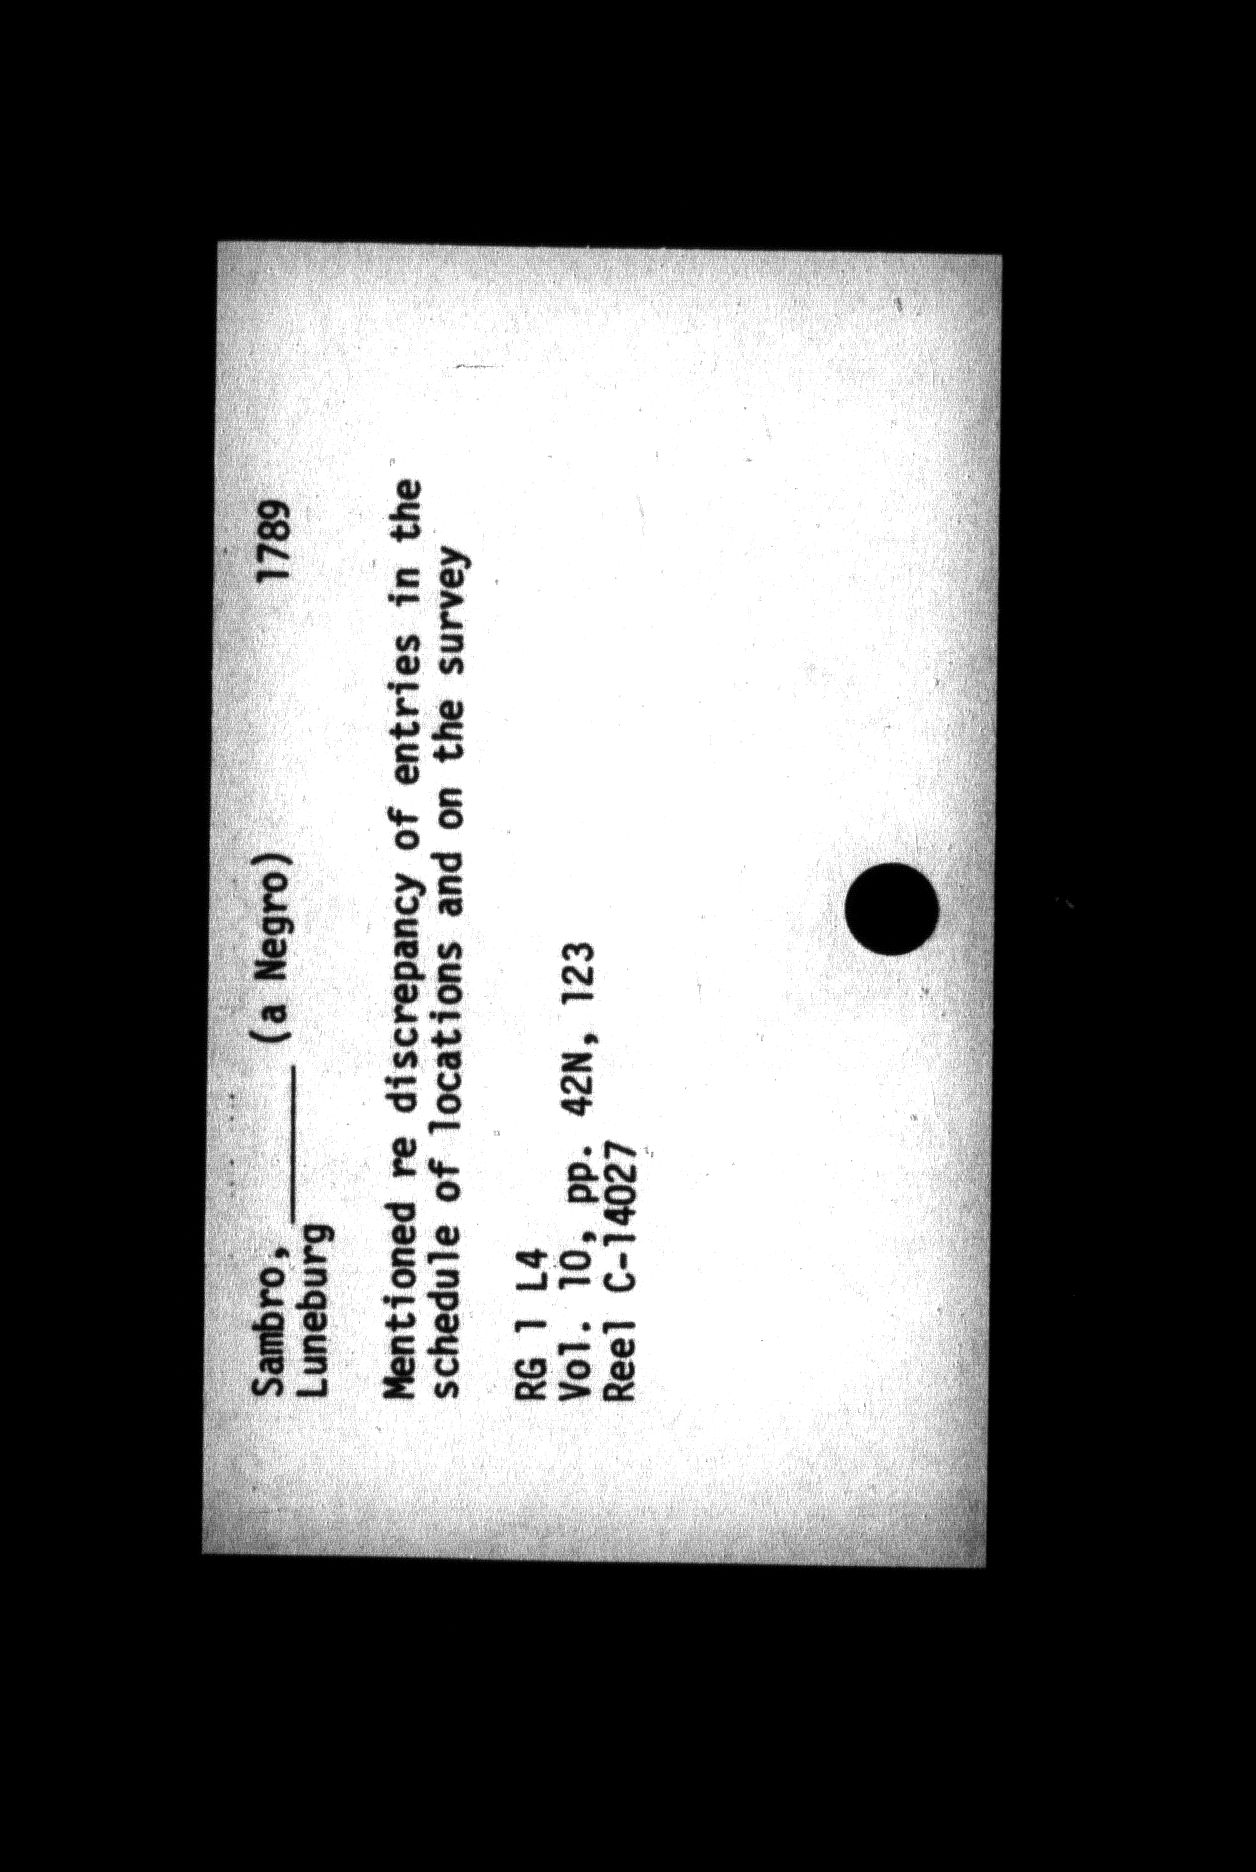 Sambro, ________ (a Negro) 1789
Luneburg
Mentioned re discrepancy of entries in the
schedule of locations and on the survey
RG 1 L4
Vol. 10, pp. 42N, 123
Reel C-14027